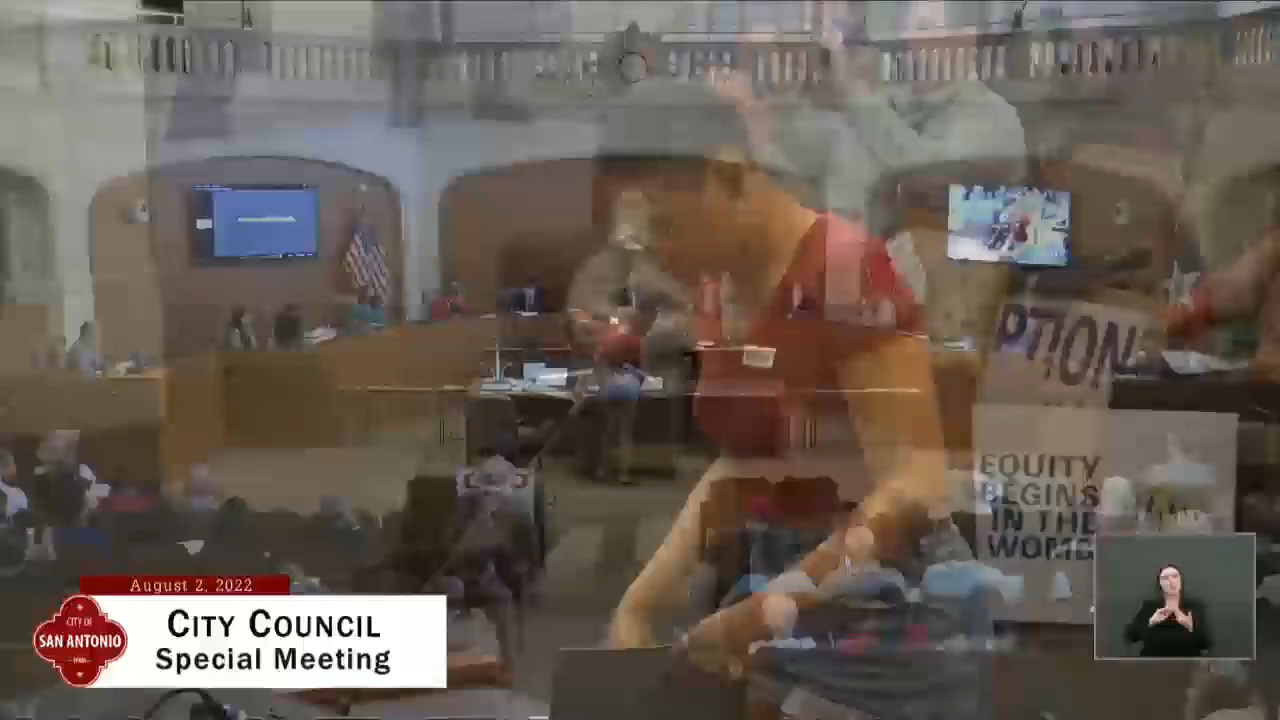 PTION
EQUITY
BEGINS
IN THE
WOMB
August 2, 2022
CITY OF
SAN ANTONIO
CITY COUNCIL
Special Meeting